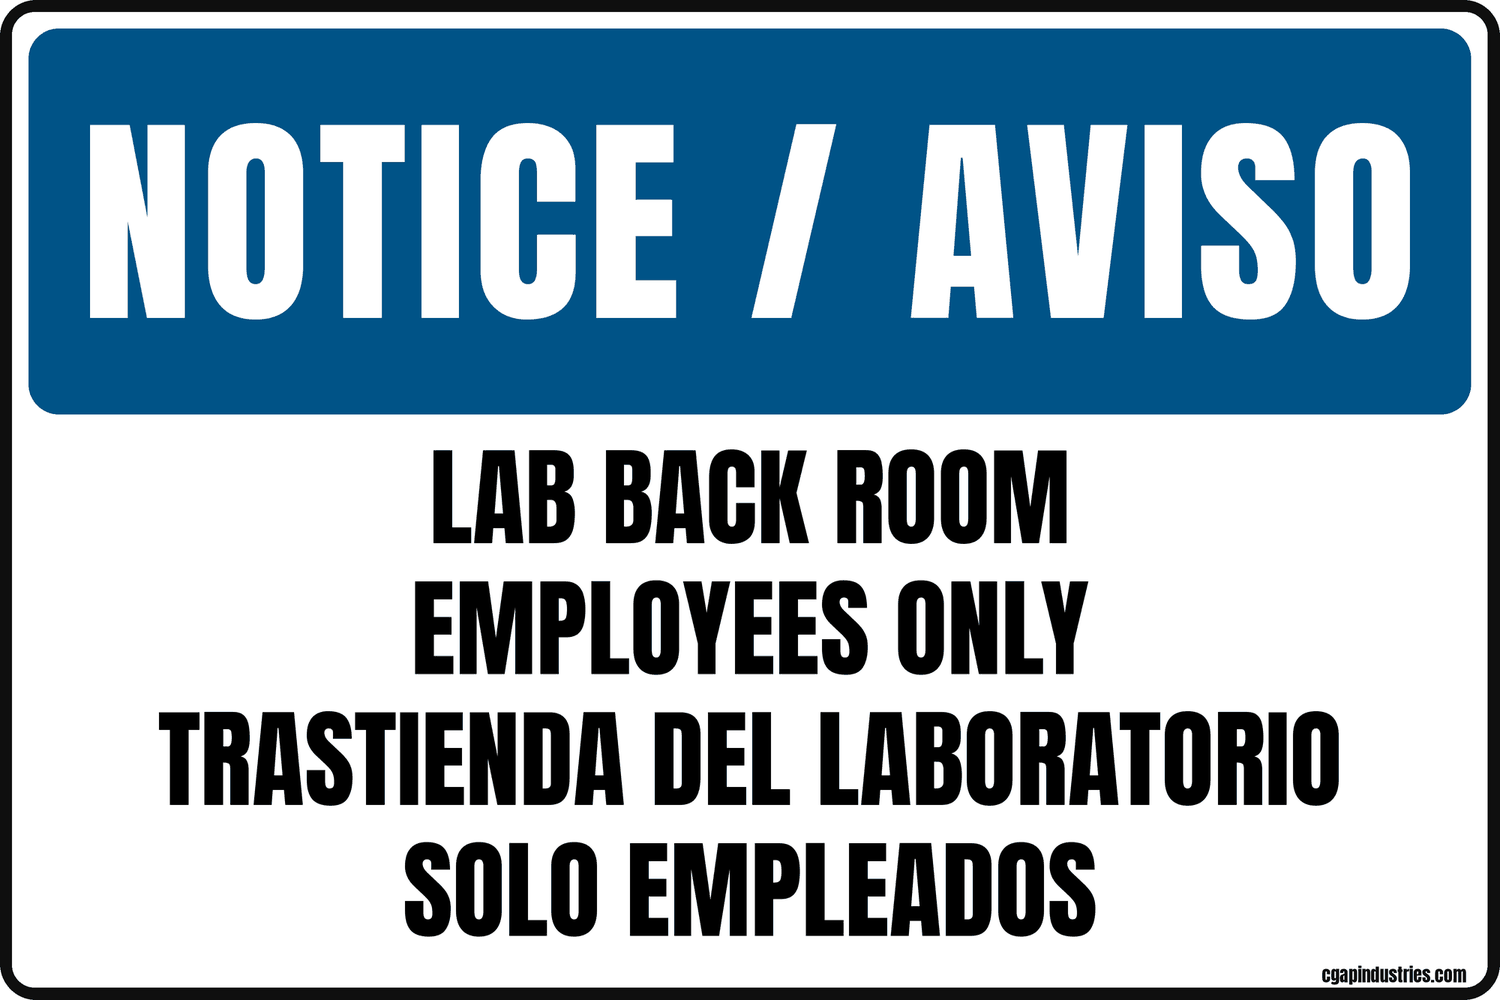 NOTICE / AVISO
LAB BACK ROOM
EMPLOYEES ONLY
TRASTIENDA DEL LABORATORIO
SOLO EMPLEADOS
cgapindustries.com